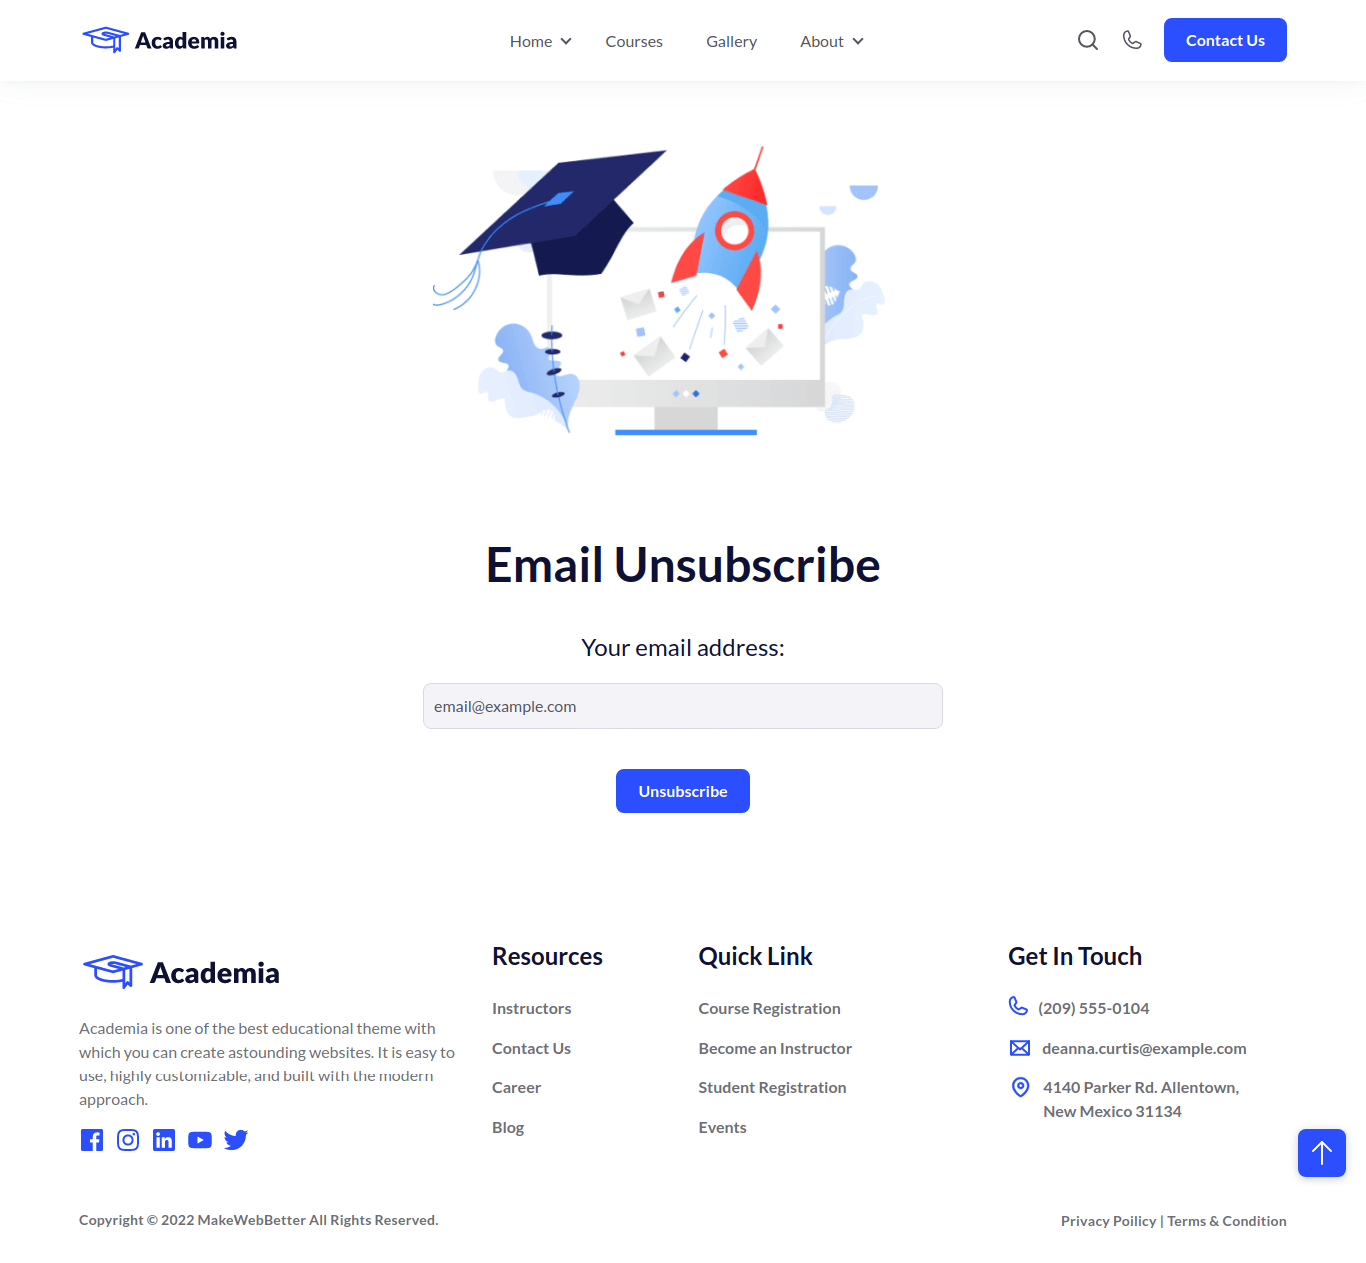 Academia
Home
Courses
Gallery
About
Contact Us
Email Unsubscribe
Your email address:
email@example.com
Unsubscribe
Academia
Academia is one of the best educational theme with
which you can create astounding websites. It is easy to
use, highly customizable, and built with the modern
approach.
Resources
Instructors
Contact Us
Career
Blog
Quick Link
Course Registration
Become an Instructor
Student Registration
Events
Get In Touch
(209) 555-0104
deanna.curtis@example.com
4140 Parker Rd. Allentown,
New Mexico 31134
Copyright © 2022 MakeWebBetter All Rights Reserved.
Privacy Poilicy | Terms & Condition